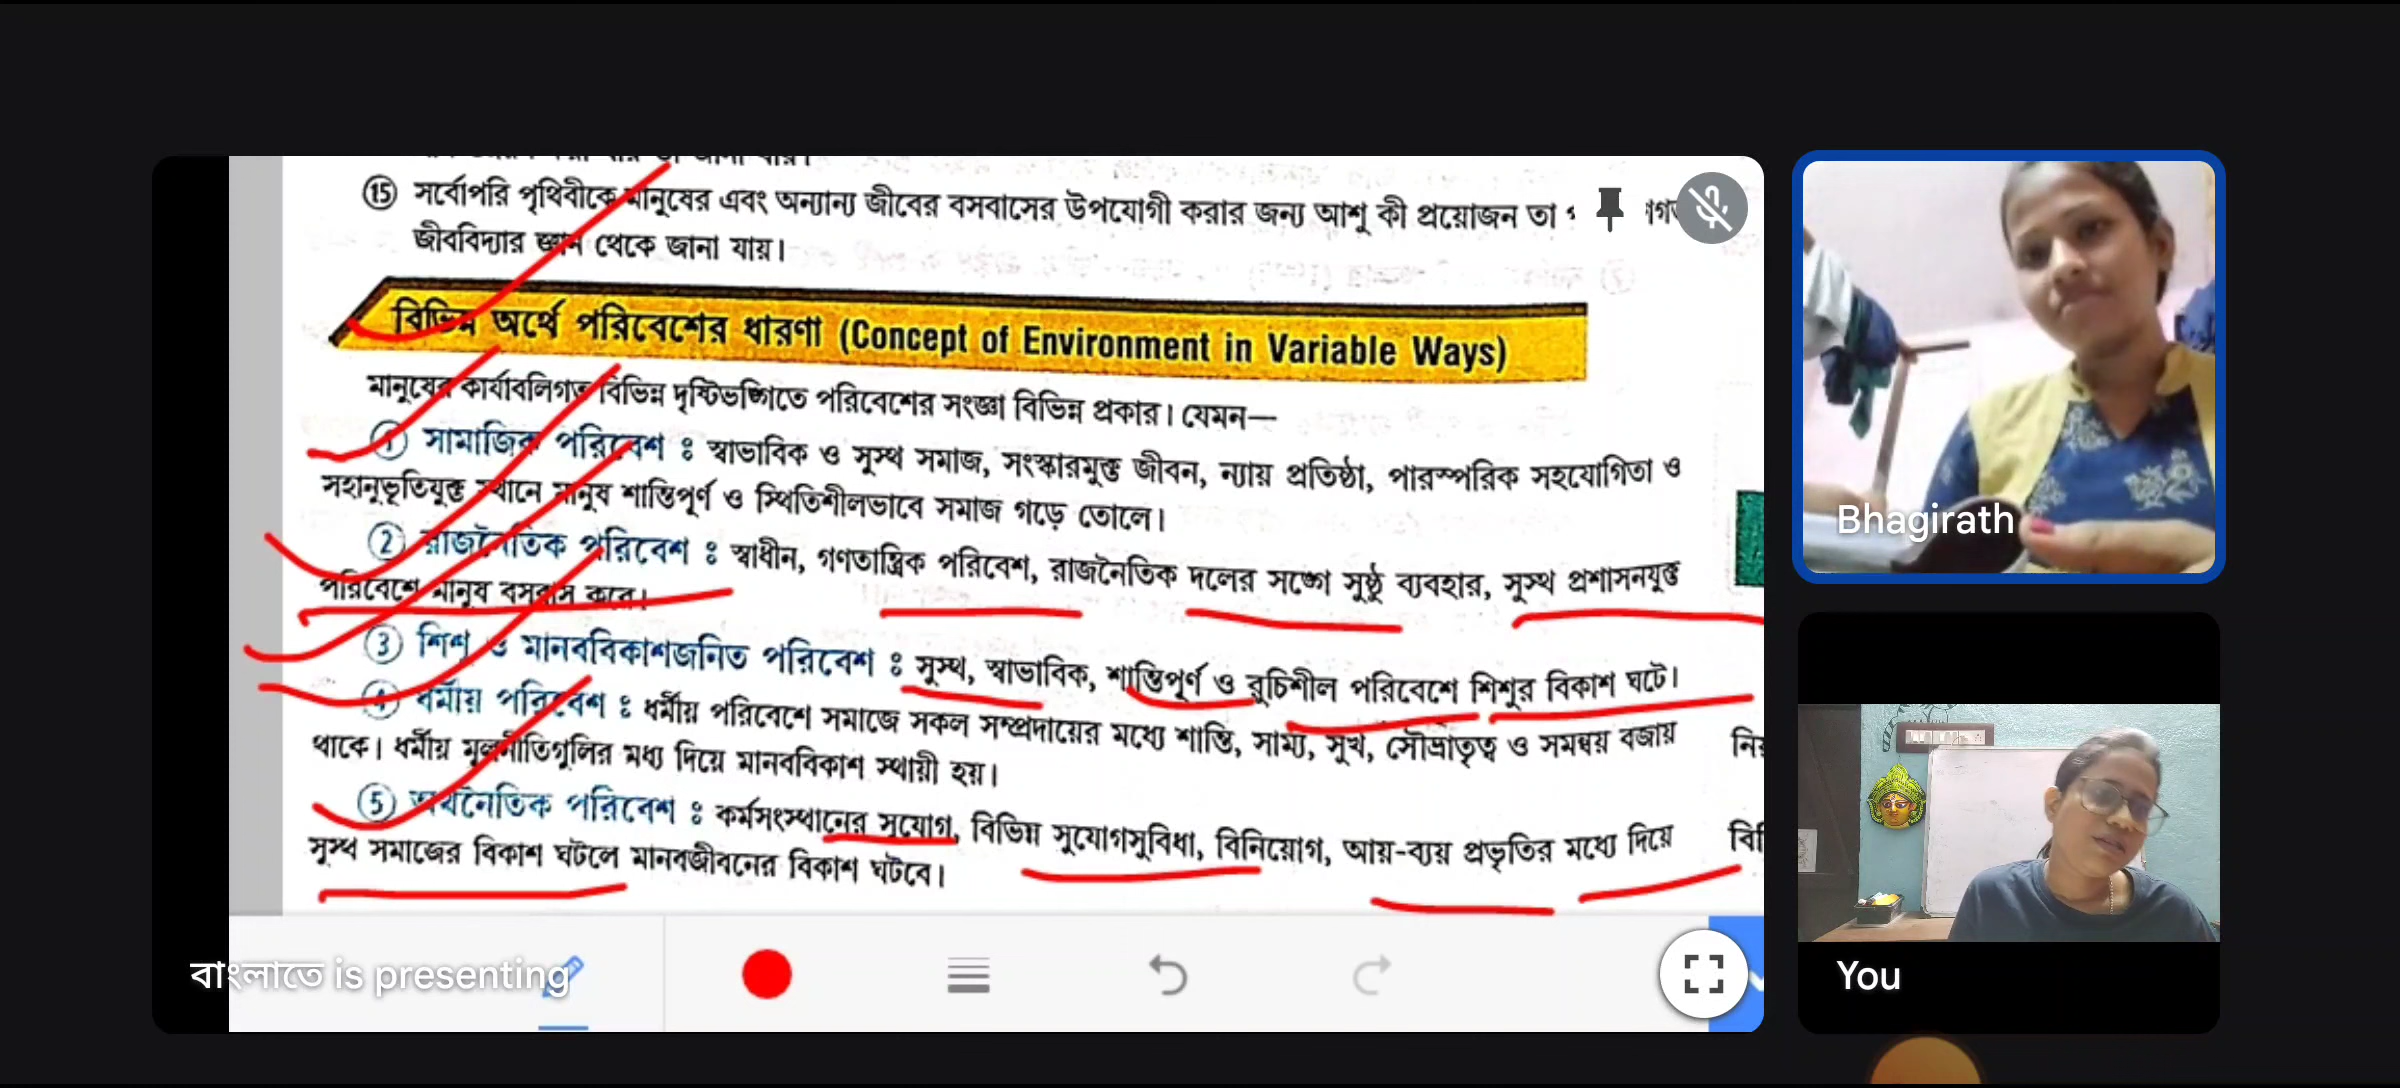 ⑮ সর্বোপরি পৃথিবীকে মানুষের এবং অন্যান্য জীবের বসবাসের উপযোগী করার জন্য আশু কী প্রয়োজন তা
জীববিদ্যার জ্ঞান থেকে জানা যায়।
বিভিন্ন অর্থে পরিবেশের ধারণা (Concept of Environment in Variable Ways)
মানুষের কার্যাবলিগত বিভিন্ন দৃষ্টিভঙ্গিতে পরিবেশের সংজ্ঞা বিভিন্ন প্রকার। যেমন—
① সামাজিক পরিবেশ : স্বাভাবিক ও সুস্থ সমাজ, সংস্কারমুক্ত জীবন, ন্যায় প্রতিষ্ঠা, পারস্পরিক সহযোগিতা ও
সহানুভূতিযুক্ত স্থানে মানুষ শান্তিপূর্ণ ও স্থিতিশীলভাবে সমাজ গড়ে তোলে।
② রাজনৈতিক পরিবেশ : স্বাধীন, গণতান্ত্রিক পরিবেশ, রাজনৈতিক দলের সঙ্গে সুষ্ঠু ব্যবহার, সুস্থ প্রশাসনযুক্ত
পরিবেশে মানুষ বসবাস করে।
③ শিশু ও মানববিকাশজনিত পরিবেশ : সুস্থ, স্বাভাবিক, শান্তিপূর্ণ ও রুচিশীল পরিবেশে শিশুর বিকাশ ঘটে।
④ ধর্মীয় পরিবেশ : ধর্মীয় পরিবেশে সমাজে সকল সম্প্রদায়ের মধ্যে শান্তি, সাম্য, সুখ, সৌভ্রাতৃত্ব ও সমন্বয় বজায়
থাকে। ধর্মীয় মূলনীতিগুলির মধ্য দিয়ে মানববিকাশ স্থায়ী হয়।
⑤ অর্থনৈতিক পরিবেশ : কর্মসংস্থানের সুযোগ, বিভিন্ন সুযোগসুবিধা, বিনিয়োগ, আয়-ব্যয় প্রভৃতির মধ্যে দিয়ে
সুস্থ সমাজের বিকাশ ঘটলে মানবজীবনের বিকাশ ঘটবে।
বাংলাতে is presenting
Bhagirath
You